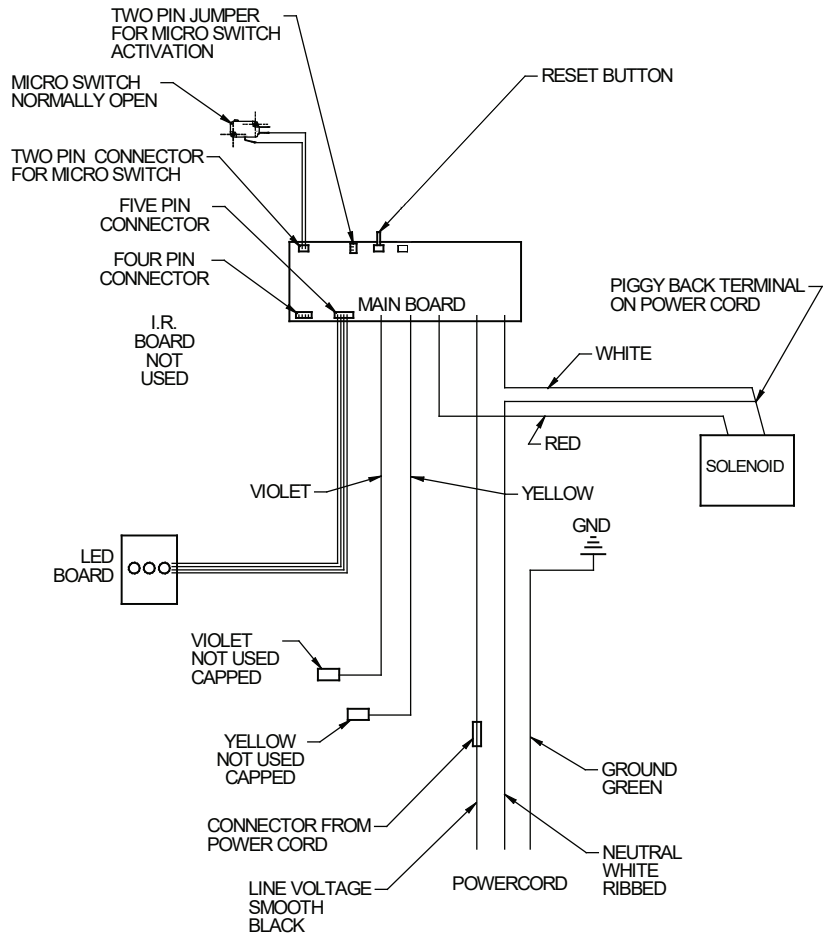 TWO PIN JUMPER
FOR MICRO SWITCH
ACTIVATION
MICRO SWITCH
NORMALLY OPEN
RESET BUTTON
TWO PIN CONNECTOR
FOR MICRO SWITCH
FIVE PIN
CONNECTOR
FOUR PIN
CONNECTOR
MAIN BOARD
PIGGY BACK TERMINAL
ON POWER CORD
I.R.
BOARD
NOT
USED
WHITE
RED
SOLENOID
VIOLET
YELLOW
GND
LED
BOARD
VIOLET
NOT USED
CAPPED
YELLOW
NOT USED
CAPPED
GROUND
GREEN
CONNECTOR FROM
POWER CORD
NEUTRAL
WHITE
RIBBED
LINE VOLTAGE
SMOOTH
BLACK
POWERCORD